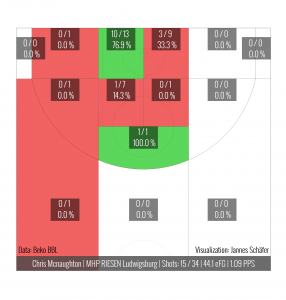 0 / 1
0.0 %
10 / 13
76.9 %
3 / 9
33.3 %
0 / 0
0.0 %
0 / 0
0.0 %
0 / 0
0.0 %
0 / 1
0.0 %
1 / 7
14.3 %
0 / 1
0.0 %
0 / 0
0.0 %
1 / 1
100.0 %
0 / 1
0.0 %
0 / 0
0.0 %
0 / 0
0.0 %
Data: Beko BBL
Visualization: Jannes Schäfer
Chris Mcnaughton | MHP RIESEN Ludwigsburg | Shots: 15 / 34 | 44.1 eFG | 1.09 PPS